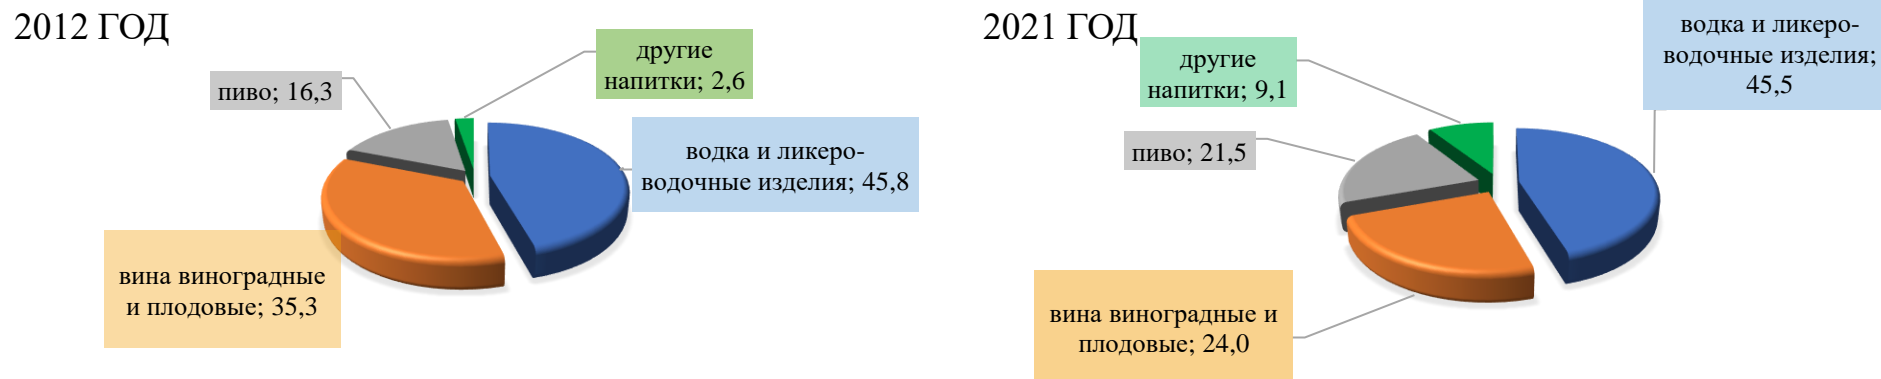 2012 ГОД
другие
напитки; 2,6
пиво; 16,3
водка и ликеро-
водочные изделия; 45,8
вина виноградные
и плодовые; 35,3
2021 ГОД
водка и ликеро-
водочные изделия;
45,5
другие
напитки; 9,1
пиво; 21,5
вина виноградные и
плодовые; 24,0